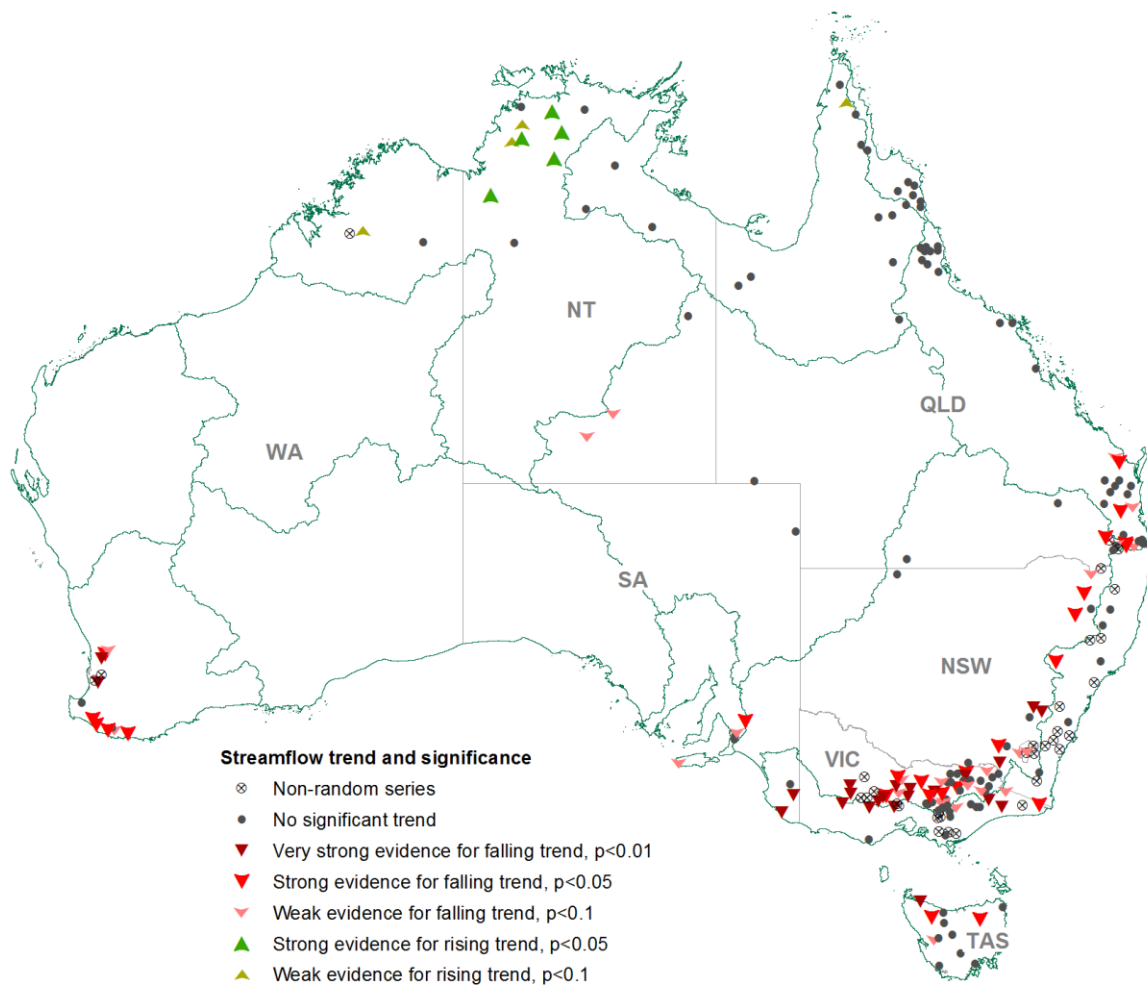 NT
QLD
WA
SA
NSW
VIC
TAS
Streamflow trend and significance
Non-random series
No significant trend
Very strong evidence for falling trend, p<0.01
Strong evidence for falling trend, p<0.05
Weak evidence for falling trend, p<0.1
Strong evidence for rising trend, p<0.05
Weak evidence for rising trend, p<0.1